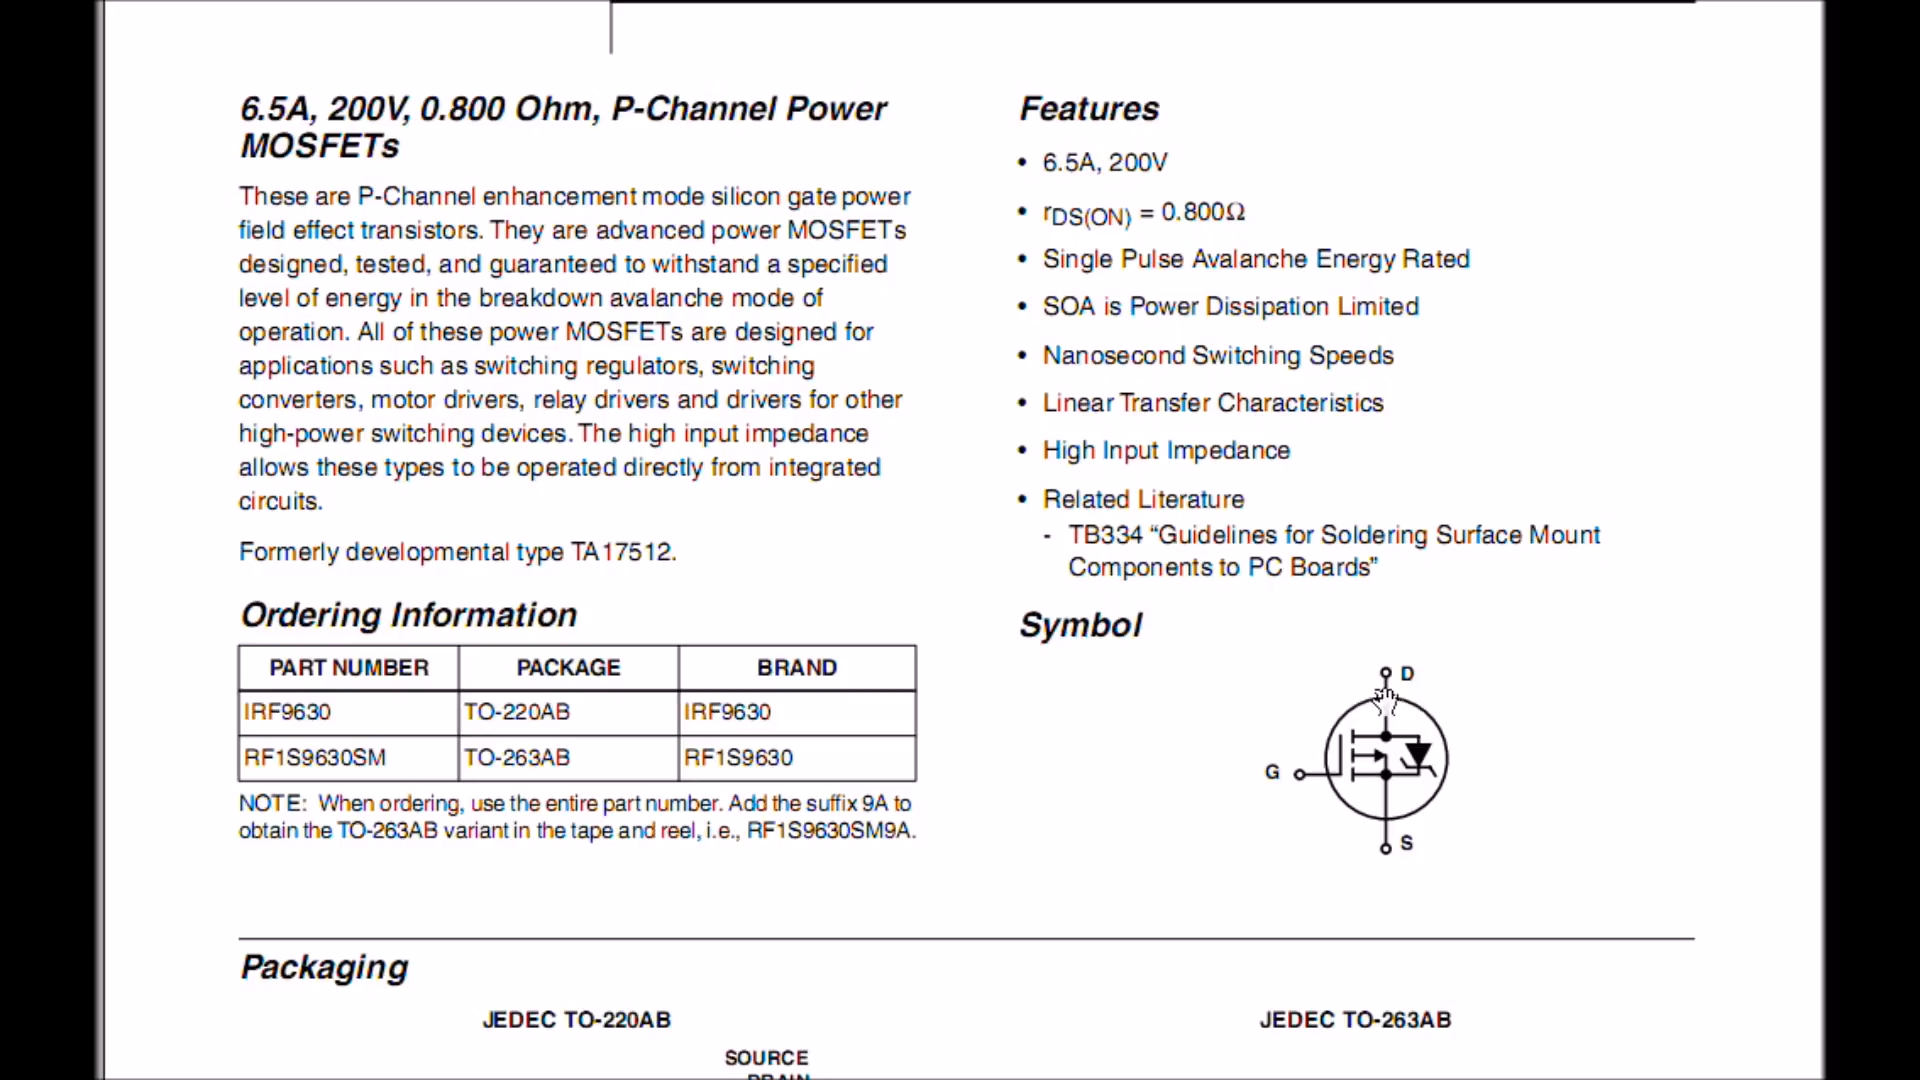 6.5A, 200V, 0.800 Ohm, P-Channel Power
MOSFETs
These are P-Channel enhancement mode silicon gate power
field effect transistors. They are advanced power MOSFETs
designed, tested, and guaranteed to withstand a specified
level of energy in the breakdown avalanche mode of
operation. All of these power MOSFETs are designed for
applications such as switching regulators, switching
converters, motor drivers, relay drivers and drivers for other
high-power switching devices. The high input impedance
allows these types to be operated directly from integrated
circuits.
Formerly developmental type TA17512.
Ordering Information
PART NUMBER PACKAGE BRAND
IRF9630 TO-220AB IRF9630
RF1S9630SM TO-263AB RF1S9630
NOTE: When ordering, use the entire part number. Add the suffix 9A to
obtain the TO-263AB variant in the tape and reel, i.e., RF1S9630SM9A.
Features
• 6.5A, 200V
• rDS(ON) = 0.800Ω
• Single Pulse Avalanche Energy Rated
• SOA is Power Dissipation Limited
• Nanosecond Switching Speeds
• Linear Transfer Characteristics
• High Input Impedance
• Related Literature
- TB334 “Guidelines for Soldering Surface Mount
Components to PC Boards”
Symbol
D
G
S
Packaging
JEDEC TO-220AB
JEDEC TO-263AB
SOURCE
DRAIN